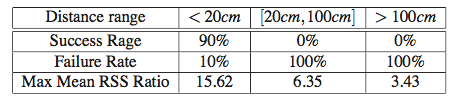 Distance range < 20cm [20cm, 100cm] > 100cm
Success Rage 90% 0% 0%
Failure Rate 10% 100% 100%
Max Mean RSS Ratio 15.62 6.35 3.43